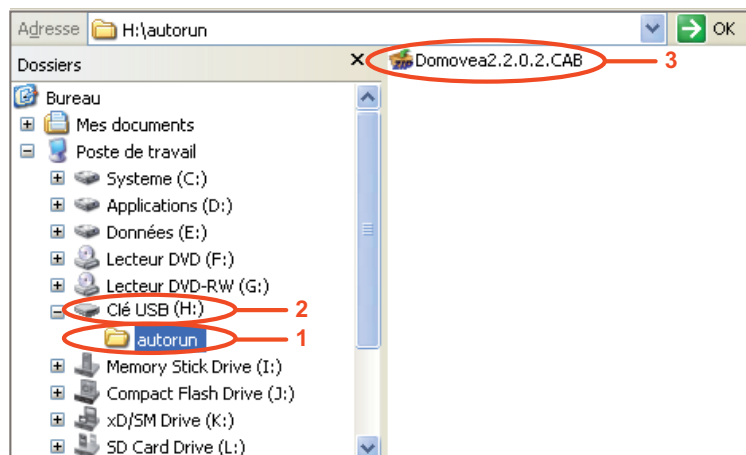 Adresse H:\autorun OK
Dossiers
Domovea2.2.0.2.CAB 3
Bureau
Mes documents
Poste de travail
Systeme (C:)
Applications (D:)
Données (E:)
Lecteur DVD (F:)
Lecteur DVD-RW (G:)
Clé USB (H:) 2
autorun 1
Memory Stick Drive (I:)
Compact Flash Drive (J:)
xD/SM Drive (K:)
SD Card Drive (L:)